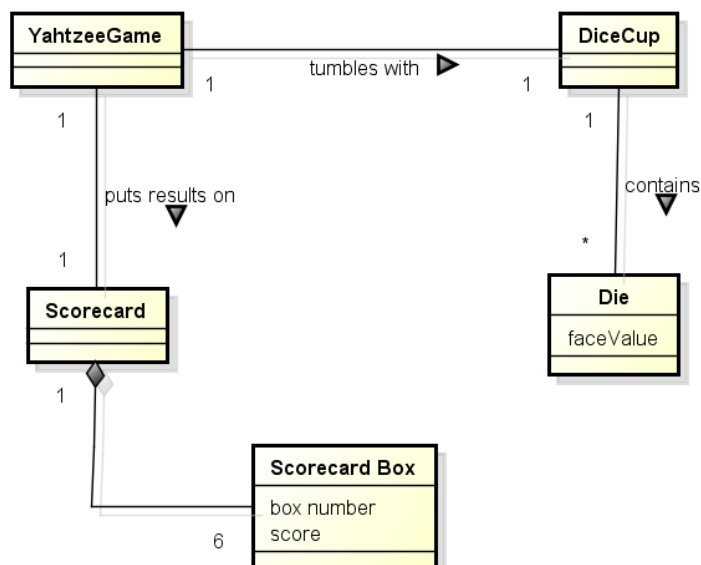 YahtzeeGame
DiceCup
tumbles with
1
1
1
1
puts results on
contains
1
*
Scorecard
Die
faceValue
1
Scorecard Box
box number
score
6